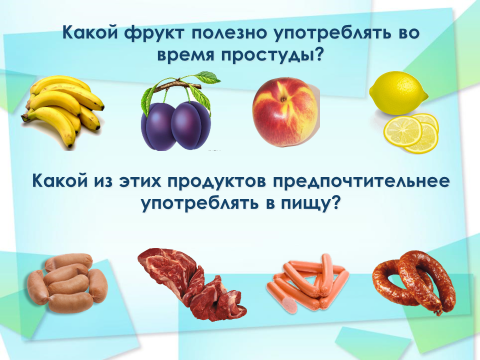 Какой фрукт полезно употреблять во
время простуды?
Какой из этих продуктов предпочтительнее
употреблять в пищу?